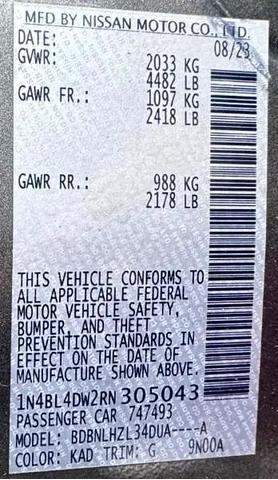 MFD BY NISSAN MOTOR CO., LTD.
DATE: 08/23
GVWR: 2033 KG
4482 LB
GAWR FR.: 1097 KG
2418 LB
GAWR RR.: 988 KG
2178 LB
THIS VEHICLE CONFORMS TO
ALL APPLICABLE FEDERAL
MOTOR VEHICLE SAFETY,
BUMPER, AND THEFT
PREVENTION STANDARDS IN
EFFECT ON THE DATE OF
MANUFACTURE SHOWN ABOVE.
1N4BL4DW2RN305043
PASSENGER CAR 747493
MODEL: BDBNLHZL34DUA----A
COLOR: KAD TRIM: G 9N00A